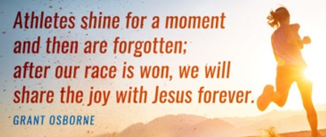 Athletes shine for a moment
and then are forgotten;
after our race is won, we will
share the joy with Jesus forever.
GRANT OSBORNE